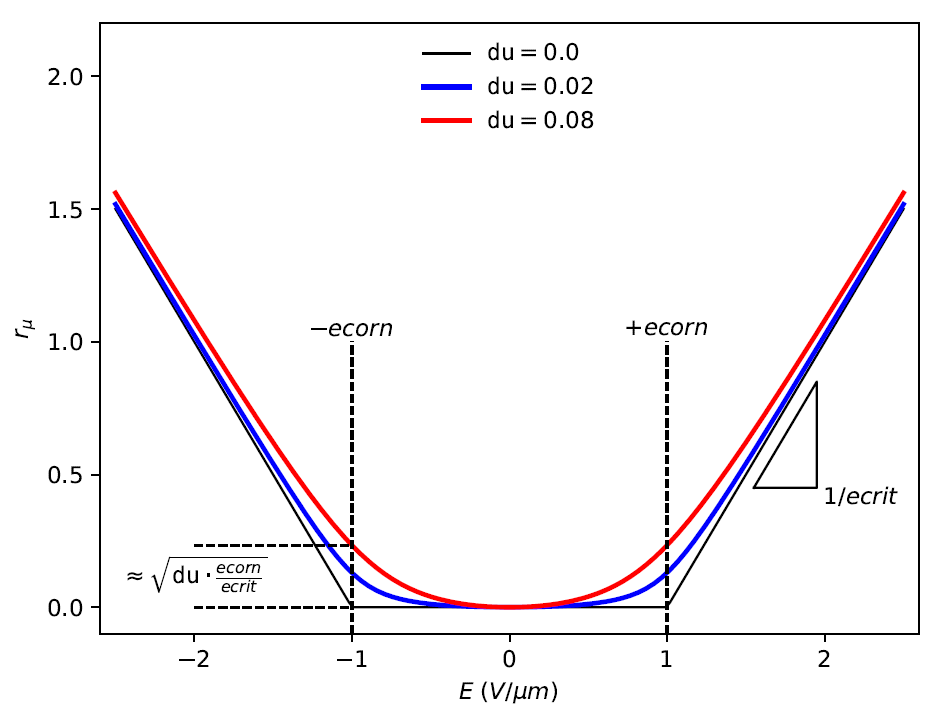 du = 0.0
du = 0.02
du = 0.08
2.0
1.5
1.0
0.5
0.0
r_μ
−ecorn
+ecorn
1/ecrit
≈ √(du · ecorn/ecrit)
−2
−1
0
1
2
E (V/μm)